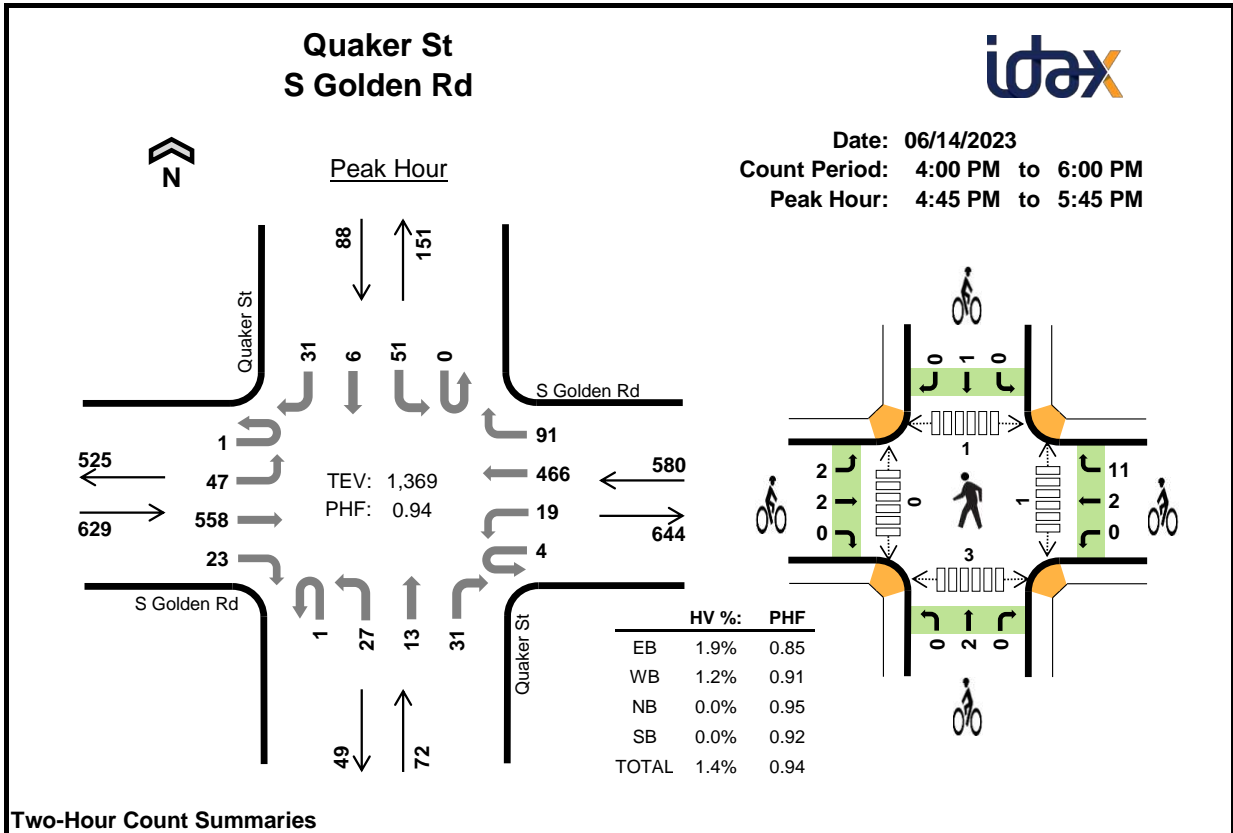 Quaker St
S Golden Rd
idax
Date: 06/14/2023
Count Period: 4:00 PM to 6:00 PM
Peak Hour: 4:45 PM to 5:45 PM
N
Peak Hour
88
151
Quaker St
31
6
51
0
S Golden Rd
1
47
558
23
525
629
TEV: 1,369
PHF: 0.94
91
466
19
4
580
644
S Golden Rd
1
27
13
31
Quaker St
49
72
HV %: PHF
EB 1.9% 0.85
WB 1.2% 0.91
NB 0.0% 0.95
SB 0.0% 0.92
TOTAL 1.4% 0.94
0 1 0
1
2
2
0
0
1
11
2
0
3
0 2 0
Two-Hour Count Summaries